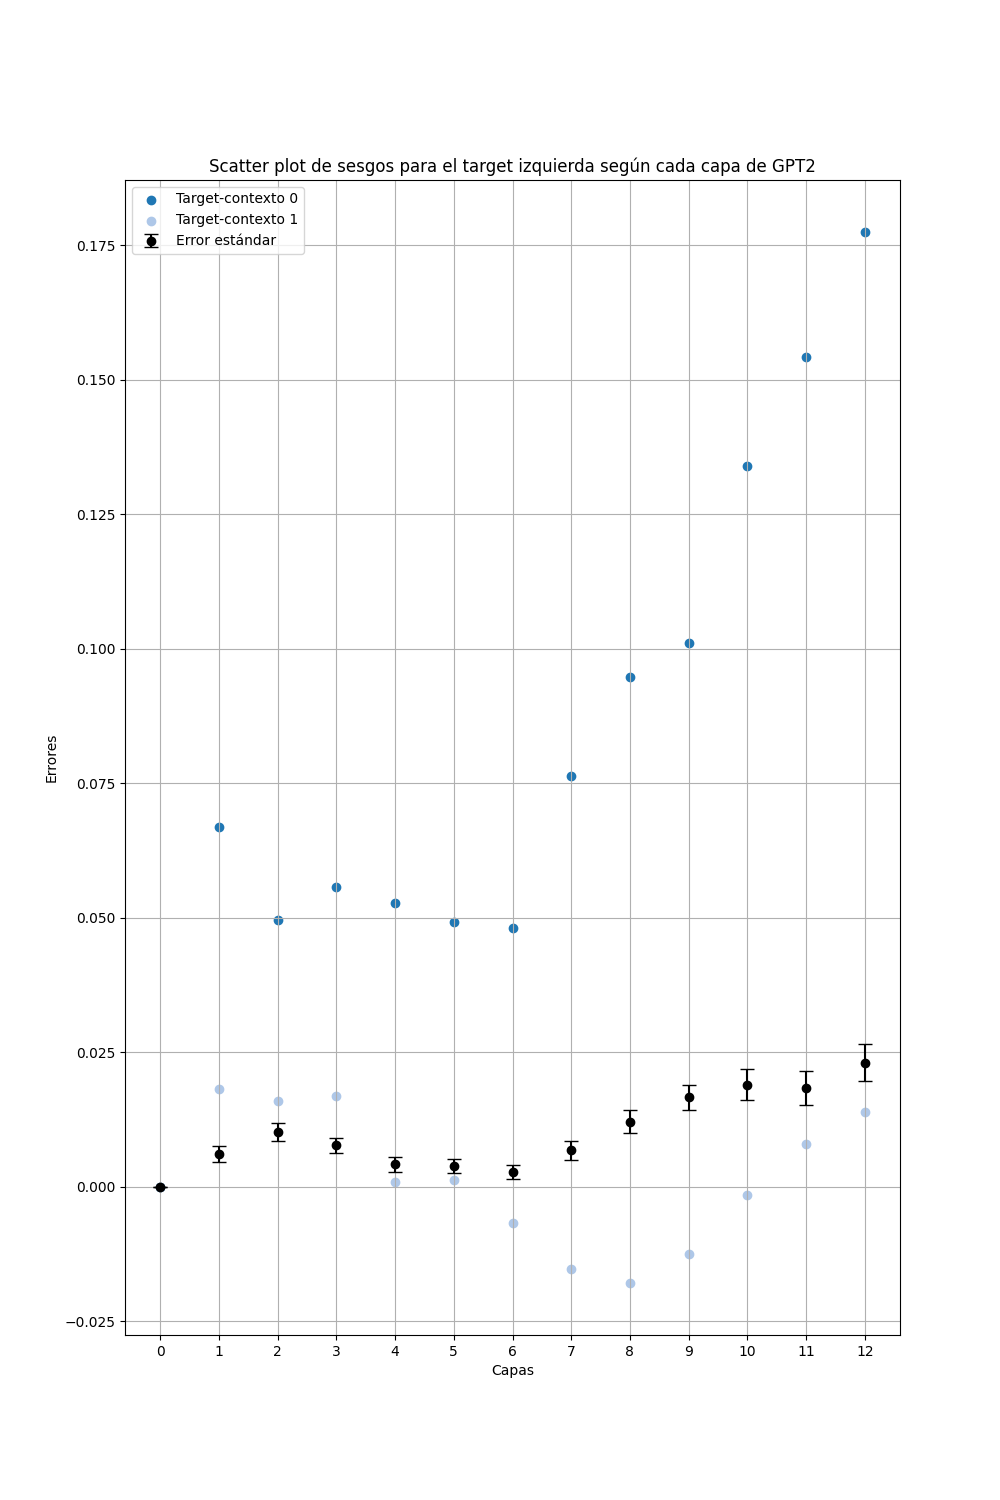 Scatter plot de sesgos para el target izquierda según cada capa de GPT2
Target-contexto 0
Target-contexto 1
Error estándar
0.175
0.150
0.125
0.100
0.075
0.050
0.025
0.000
−0.025
Errores
0 1 2 3 4 5 6 7 8 9 10 11 12
Capas